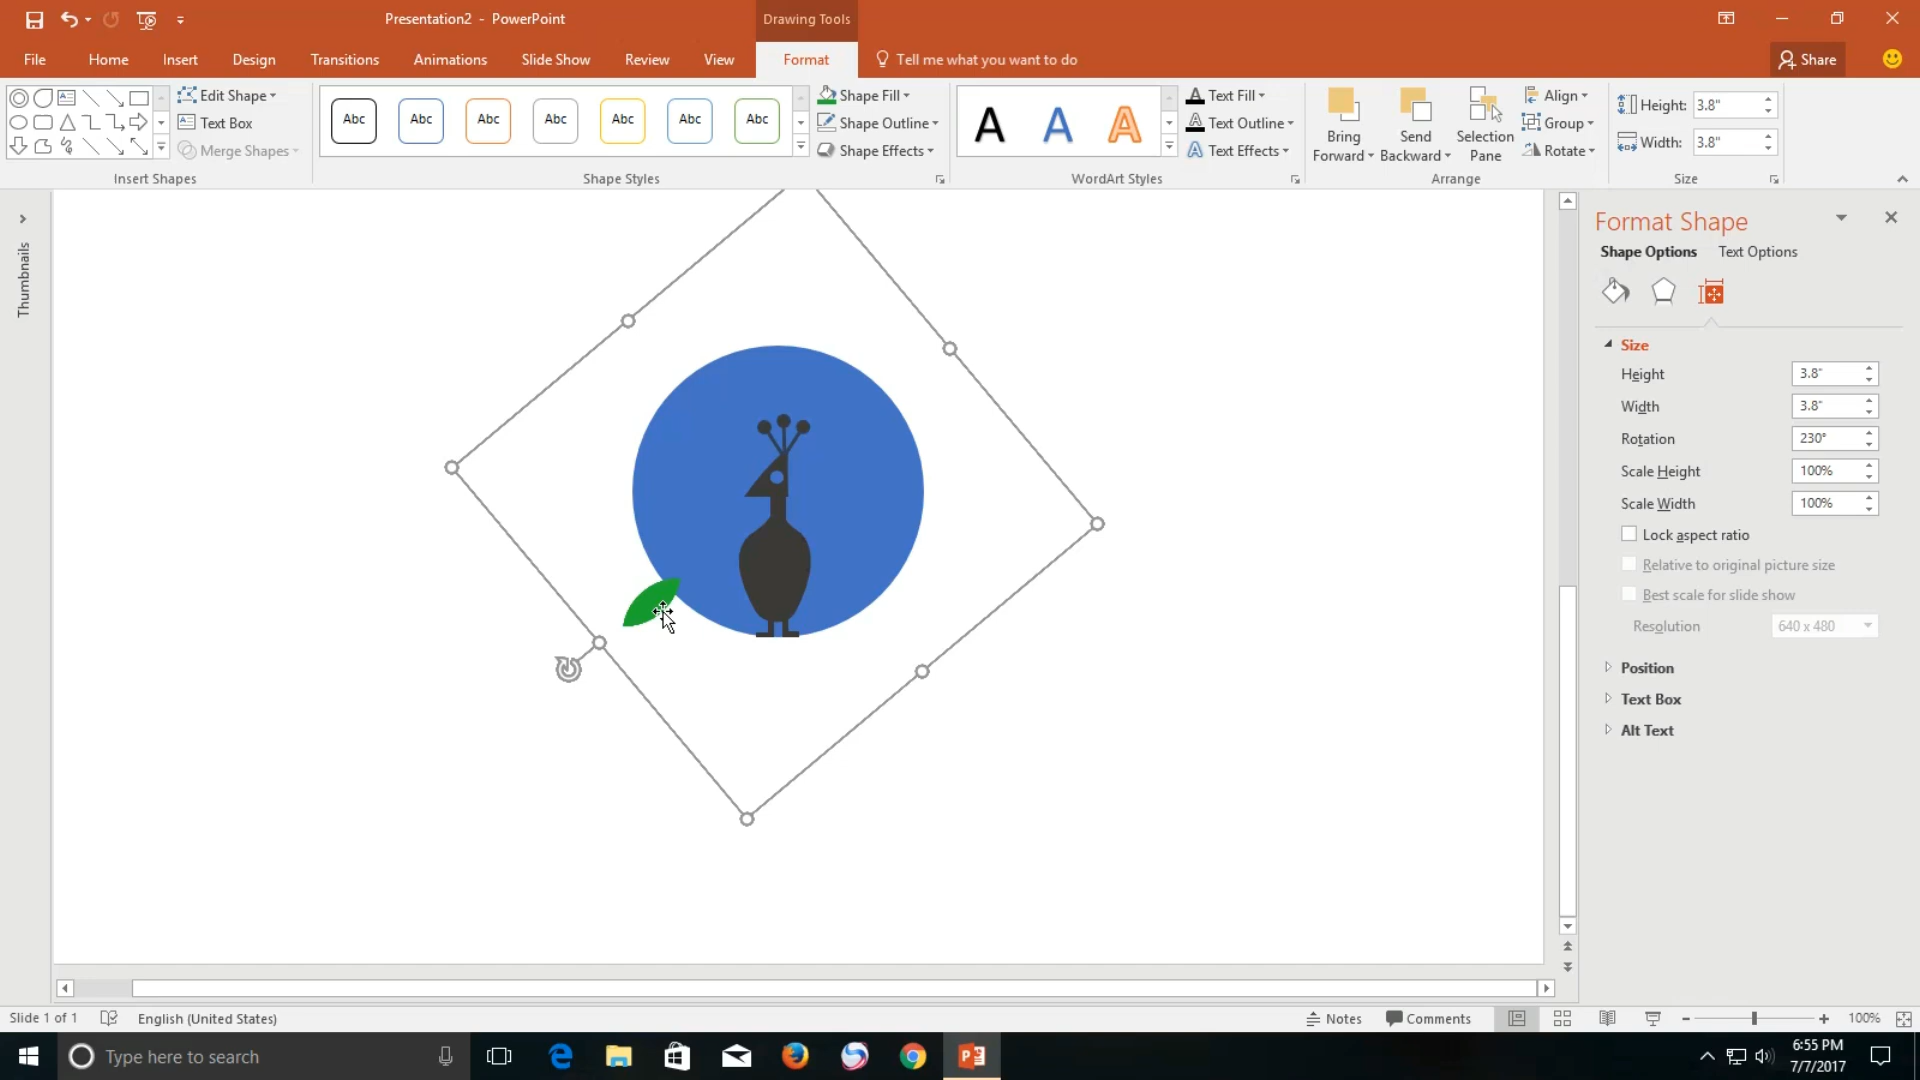 Presentation2 - PowerPoint
Drawing Tools
File Home Insert Design Transitions Animations Slide Show Review View Format Tell me what you want to do Share
Edit Shape
Text Box
Merge Shapes
Insert Shapes
Abc Abc Abc Abc Abc Abc Abc
Shape Fill
Shape Outline
Shape Effects
Shape Styles
A A A
Text Fill
Text Outline
Text Effects
WordArt Styles
Bring Forward
Send Backward
Selection Pane
Align
Group
Rotate
Arrange
Height: 3.8"
Width: 3.8"
Size
Thumbnails
Format Shape
Shape Options Text Options
Size
Height 3.8"
Width 3.8"
Rotation 230°
Scale Height 100%
Scale Width 100%
Lock aspect ratio
Relative to original picture size
Best scale for slide show
Resolution 640 x 480
Position
Text Box
Alt Text
Slide 1 of 1 English (United States) Notes Comments 100%
Type here to search
6:55 PM
7/7/2017